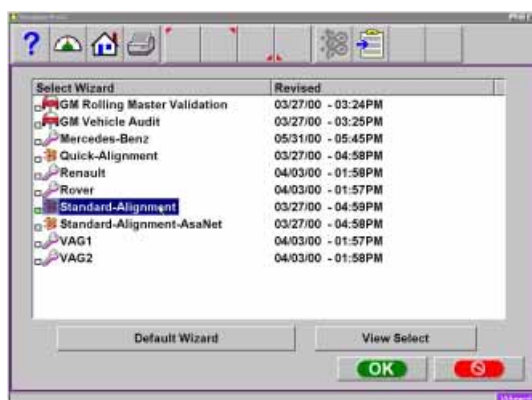 Select Wizard Revised
GM Rolling Master Validation 03/27/00 - 03:24PM
GM Vehicle Audit 03/27/00 - 03:25PM
Mercedes-Benz 05/31/00 - 05:45PM
Quick-Alignment 03/27/00 - 04:58PM
Renault 04/03/00 - 01:58PM
Rover 04/03/00 - 01:57PM
Standard-Alignment 03/27/00 - 04:59PM
Standard-Alignment-AsaNet 03/27/00 - 04:58PM
VAG1 04/03/00 - 01:57PM
VAG2 04/03/00 - 01:58PM
Default Wizard View Select
OK